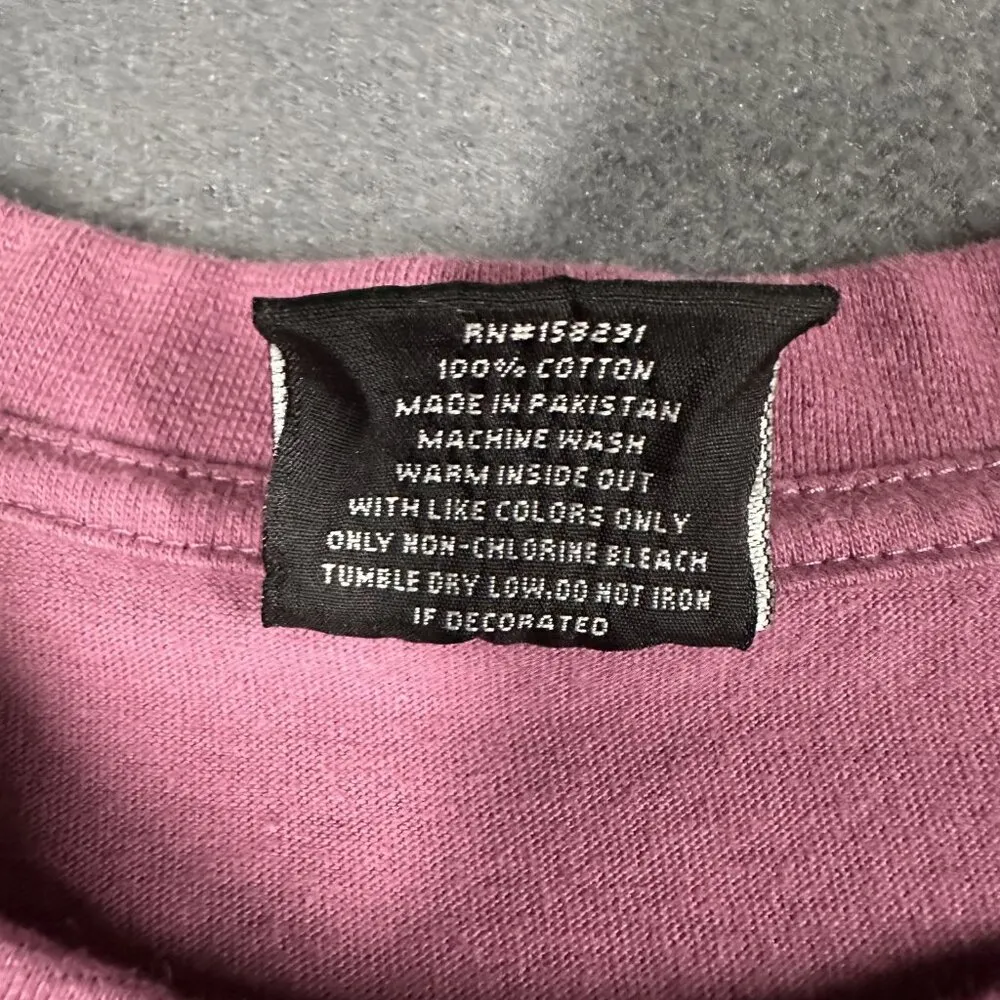 RN#158291
100% COTTON
MADE IN PAKISTAN
MACHINE WASH
WARM INSIDE OUT
WITH LIKE COLORS ONLY
ONLY NON-CHLORINE BLEACH
TUMBLE DRY LOW.DO NOT IRON
IF DECORATED